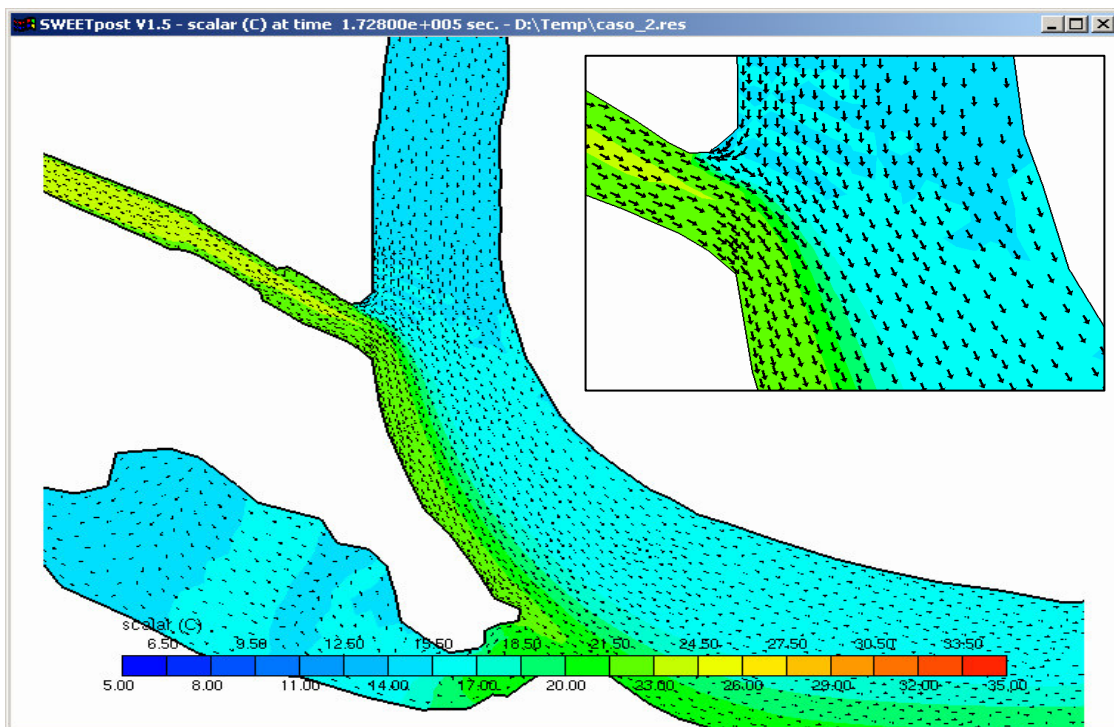 SWEETpost V1.5 - scalar (C) at time 1.72800e+005 sec. - D:\Temp\caso_2.res
scalar (C)
6.50 9.50 12.50 15.50 18.50 21.50 24.50 27.50 30.50 33.50
5.00 8.00 11.00 14.00 17.00 20.00 23.00 26.00 29.00 32.00 35.00